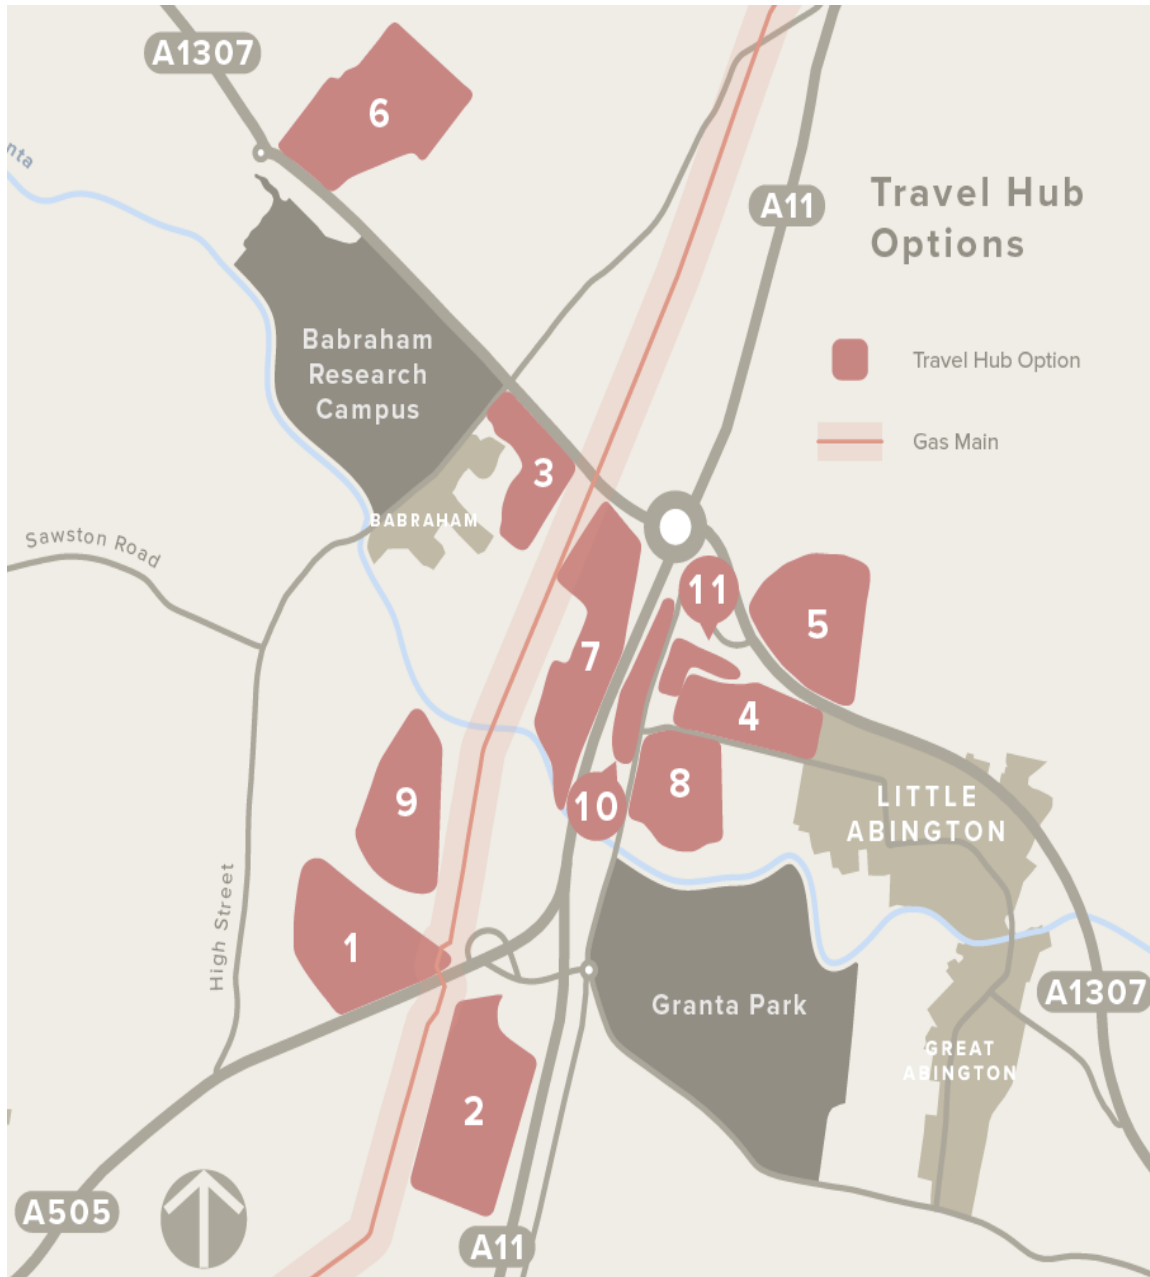 A1307
6
nta
A11
Travel Hub
Options
Travel Hub Option
Gas Main
Babraham
Research
Campus
3
BABRAHAM
Sawston Road
11
5
7
4
9
10
8
LITTLE
ABINGTON
High Street
1
Granta Park
A1307
GREAT
ABINGTON
2
A505
A11